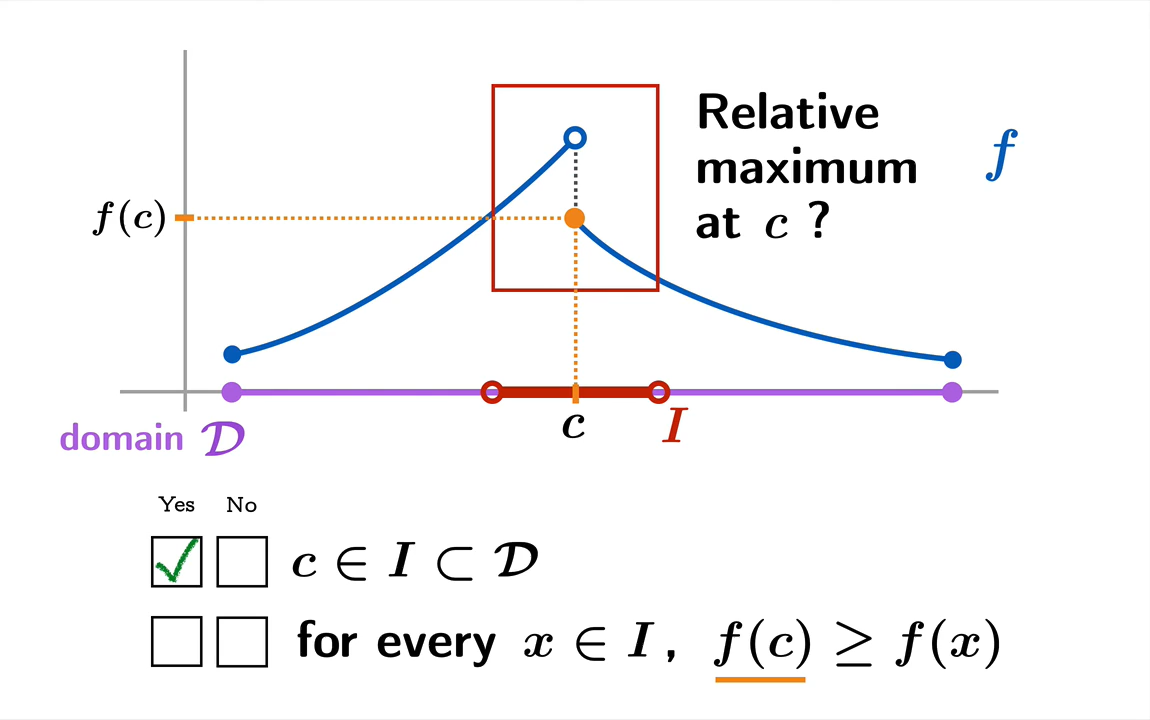 Relative
maximum
at c ?
f
f(c)
c
I
domain 𝒟
Yes No
c ∈ I ⊂ 𝒟
for every x ∈ I, f(c) ≥ f(x)